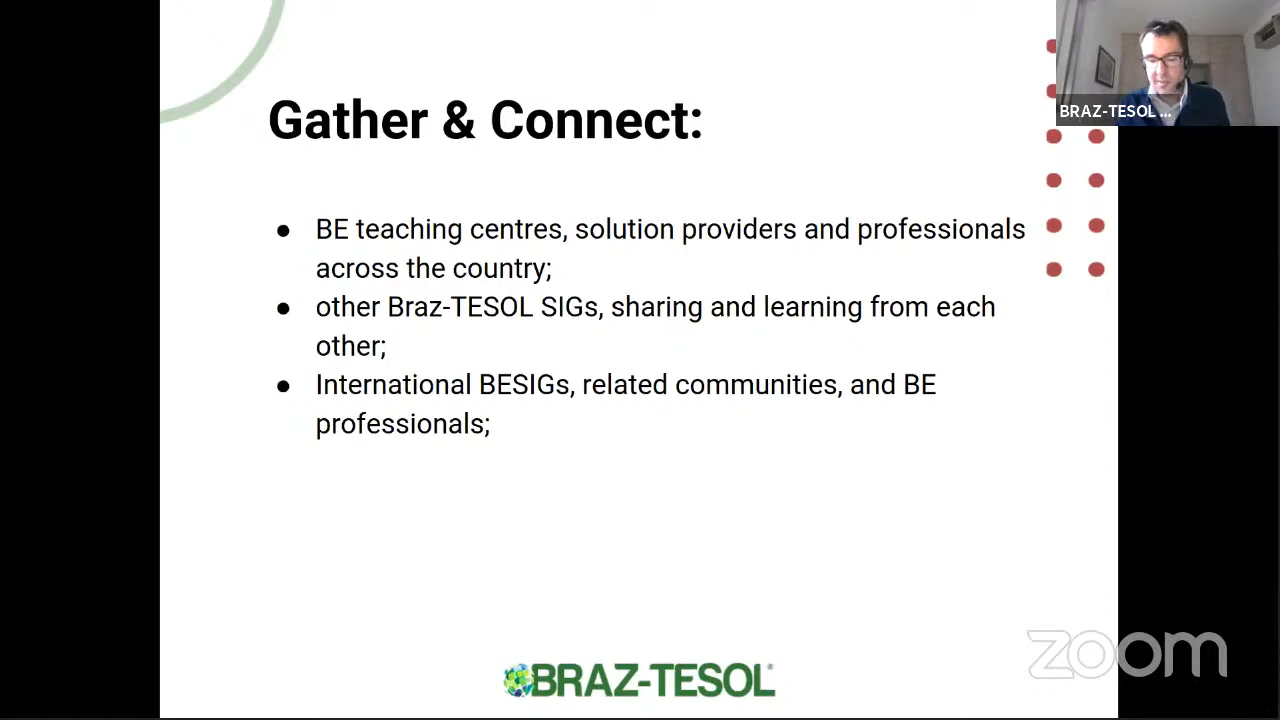 Gather & Connect:
BRAZ-TESOL ...
● BE teaching centres, solution providers and professionals
across the country;
● other Braz-TESOL SIGs, sharing and learning from each
other;
● International BESIGs, related communities, and BE
professionals;
zoom
BRAZ-TESOL®